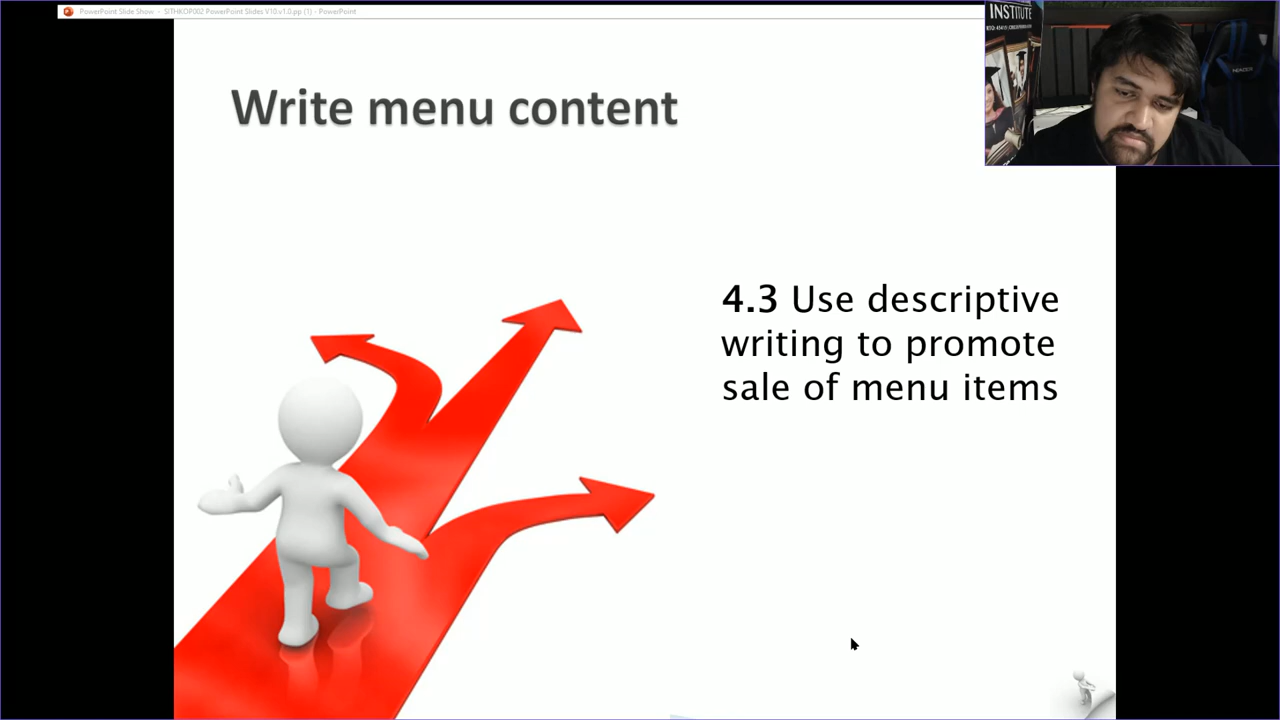 PowerPoint Slide Show - SITHKOP002 PowerPoint Slides V10.v1.0.pp (1) - PowerPoint
INSTITUTE
Write menu content
4.3 Use descriptive
writing to promote
sale of menu items